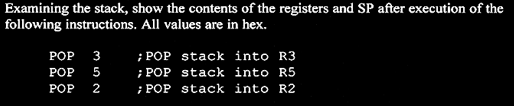 Examining the stack, show the contents of the registers and SP after execution of the
following instructions. All values are in hex.
POP 3 ;POP stack into R3
POP 5 ;POP stack into R5
POP 2 ;POP stack into R2